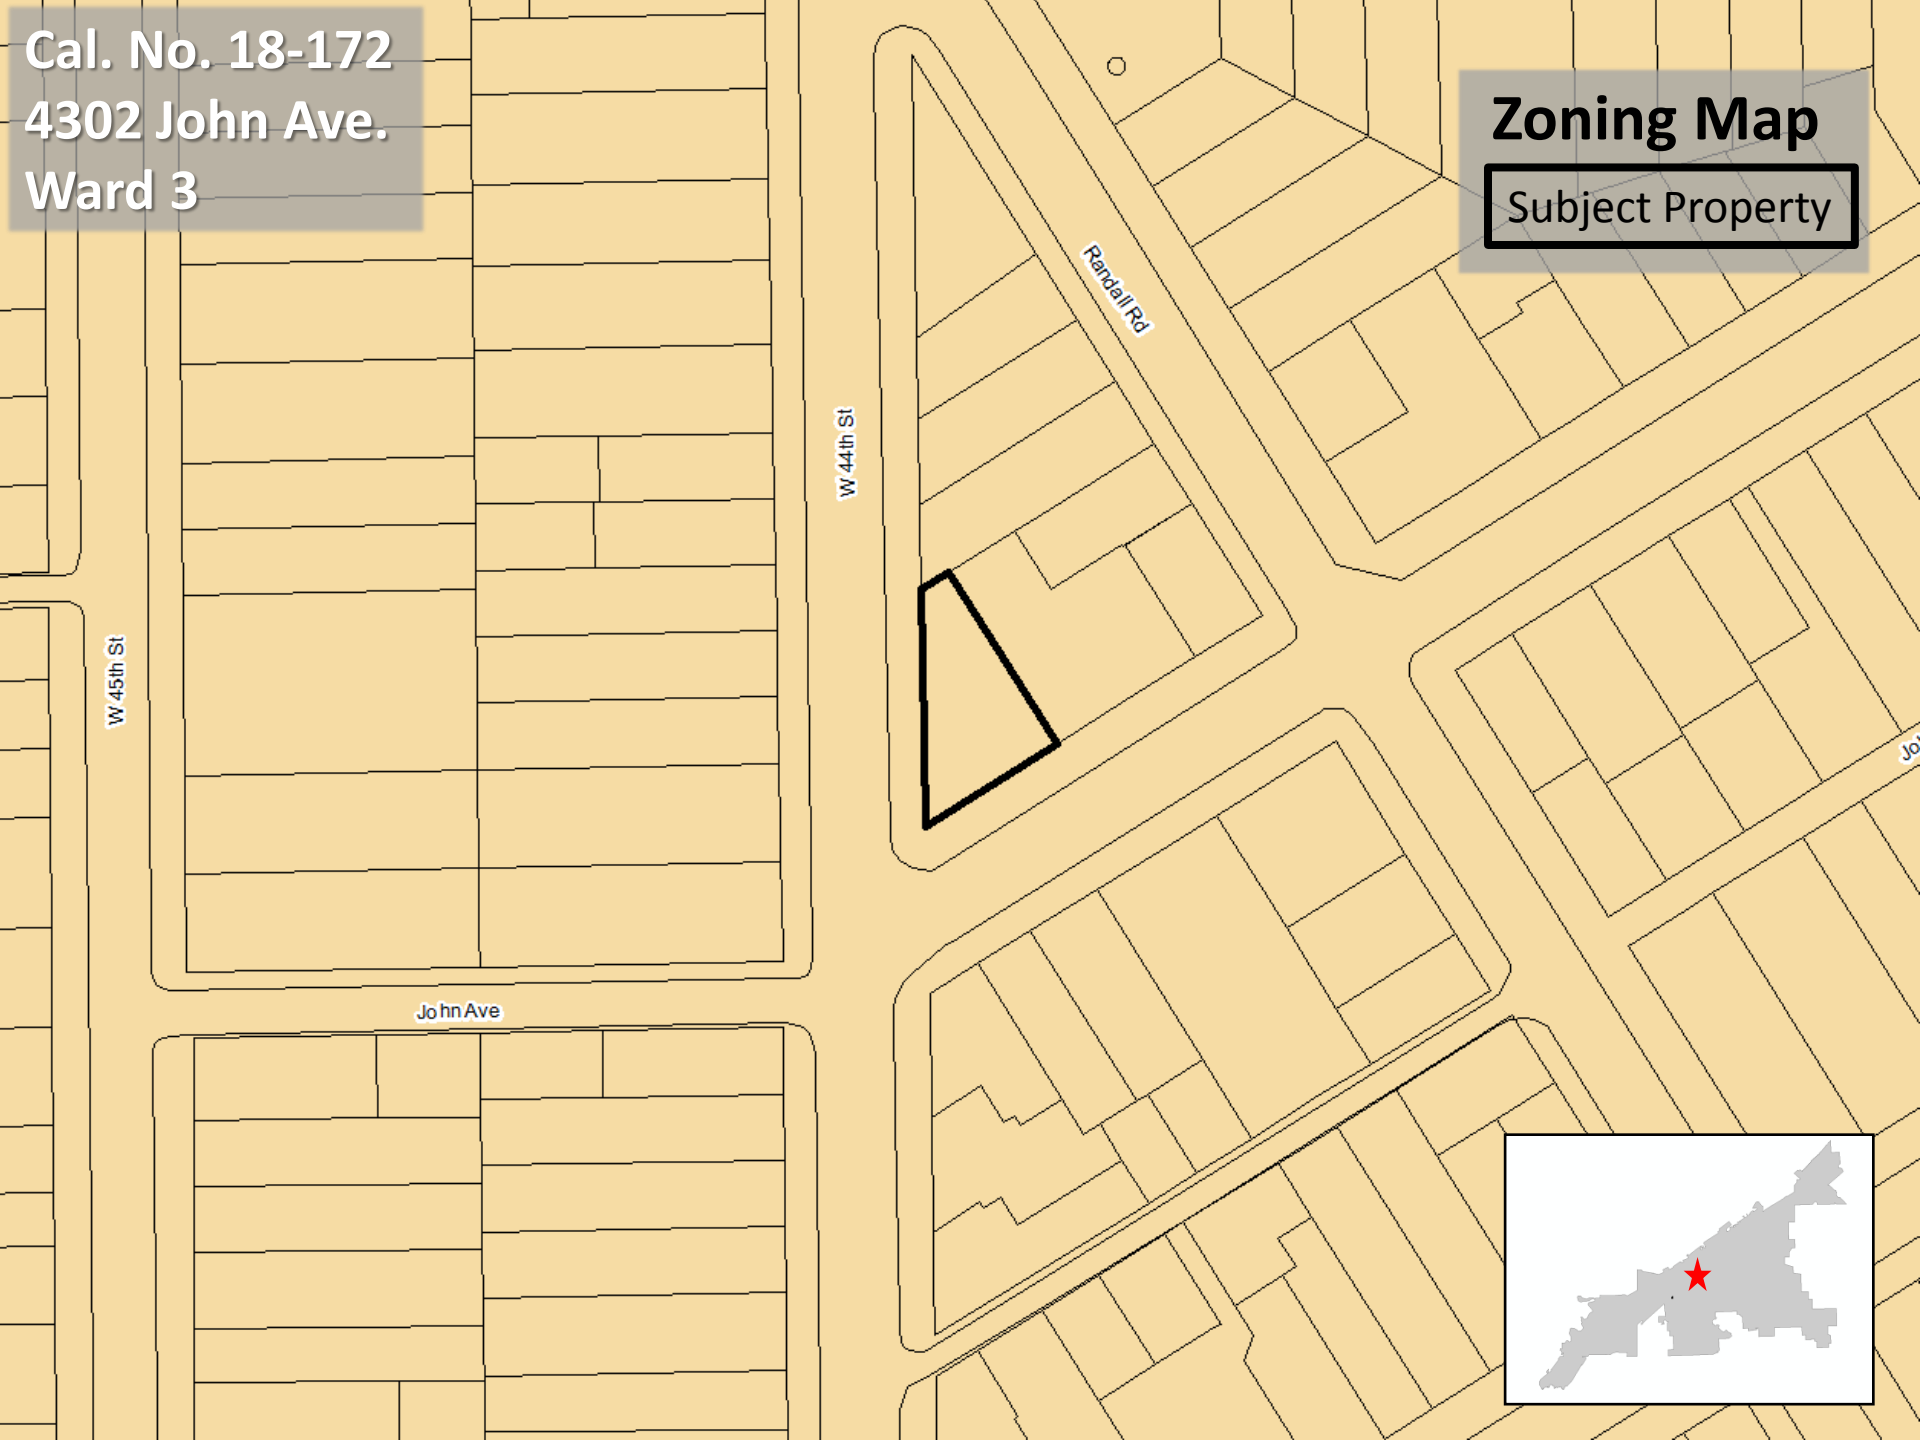 Cal. No. 18-172
4302 John Ave.
Ward 3
Zoning Map
Subject Property
Randall Rd
W 44th St
W 45th St
John Ave